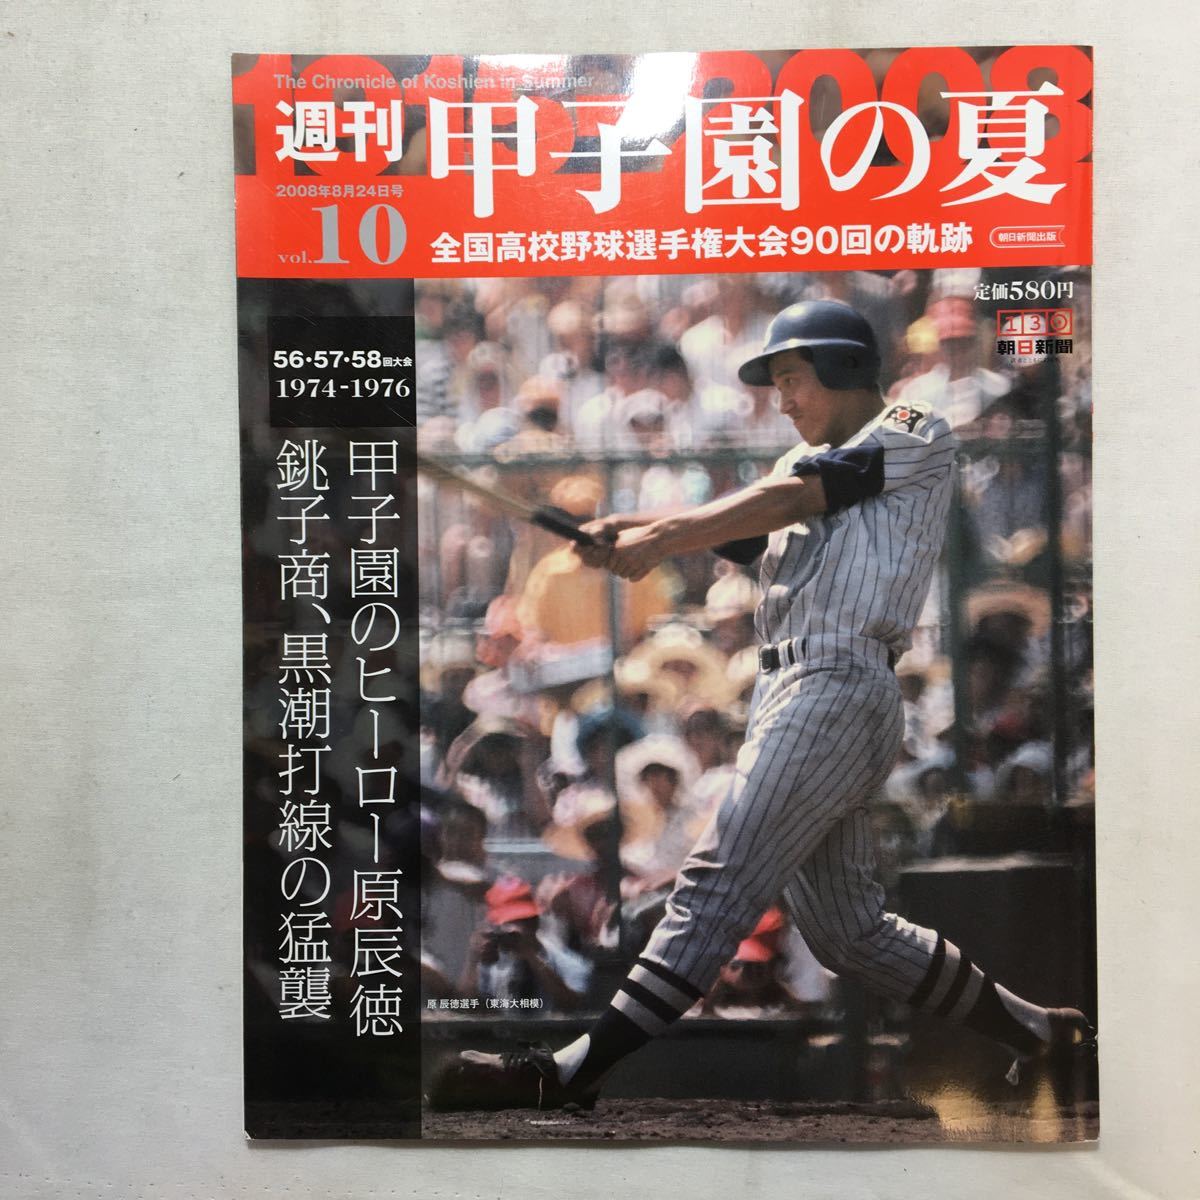 The Chronicle of Koshien in Summer
週刊
甲子園の夏
2008年8月24日号
vol.10
全国高校野球選手権大会90回の軌跡
朝日新聞出版
定価580円
130
朝日新聞
56・57・58回大会
1974-1976
甲子園のヒーロー原辰徳
銚子商、黒潮打線の猛襲
原 辰徳選手（東海大相模）